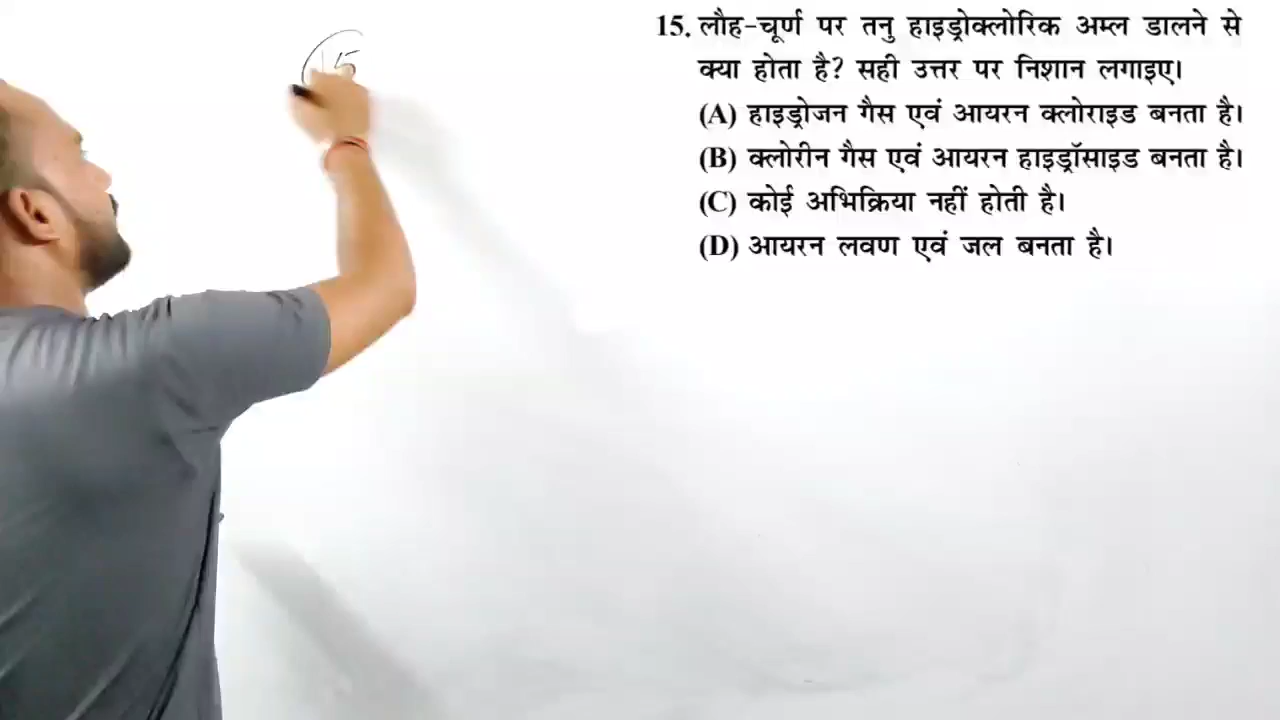 15
15. लौह-चूर्ण पर तनु हाइड्रोक्लोरिक अम्ल डालने से
क्या होता है? सही उत्तर पर निशान लगाइए।
(A) हाइड्रोजन गैस एवं आयरन क्लोराइड बनता है।
(B) क्लोरीन गैस एवं आयरन हाइड्रॉसाइड बनता है।
(C) कोई अभिक्रिया नहीं होती है।
(D) आयरन लवण एवं जल बनता है।